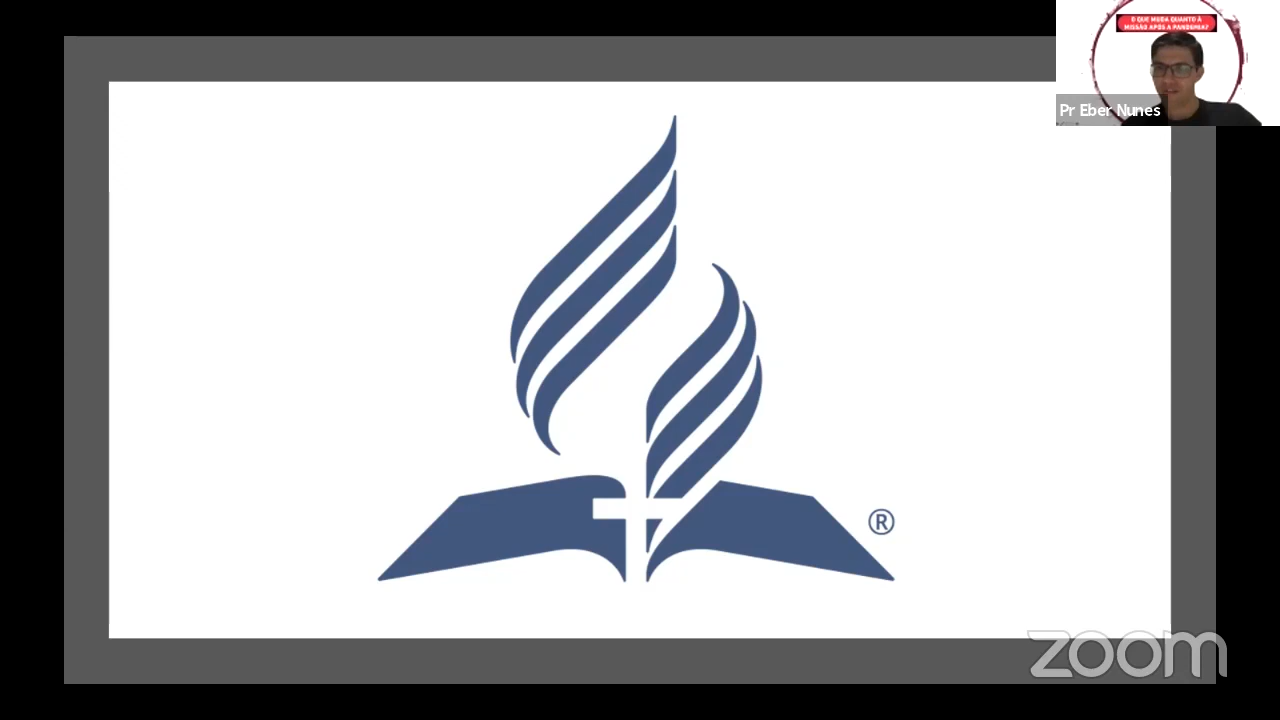 O QUE MUDA QUANTO À
MISSÃO APÓS A PANDEMIA?
Pr Eber Nunes
®
zoom